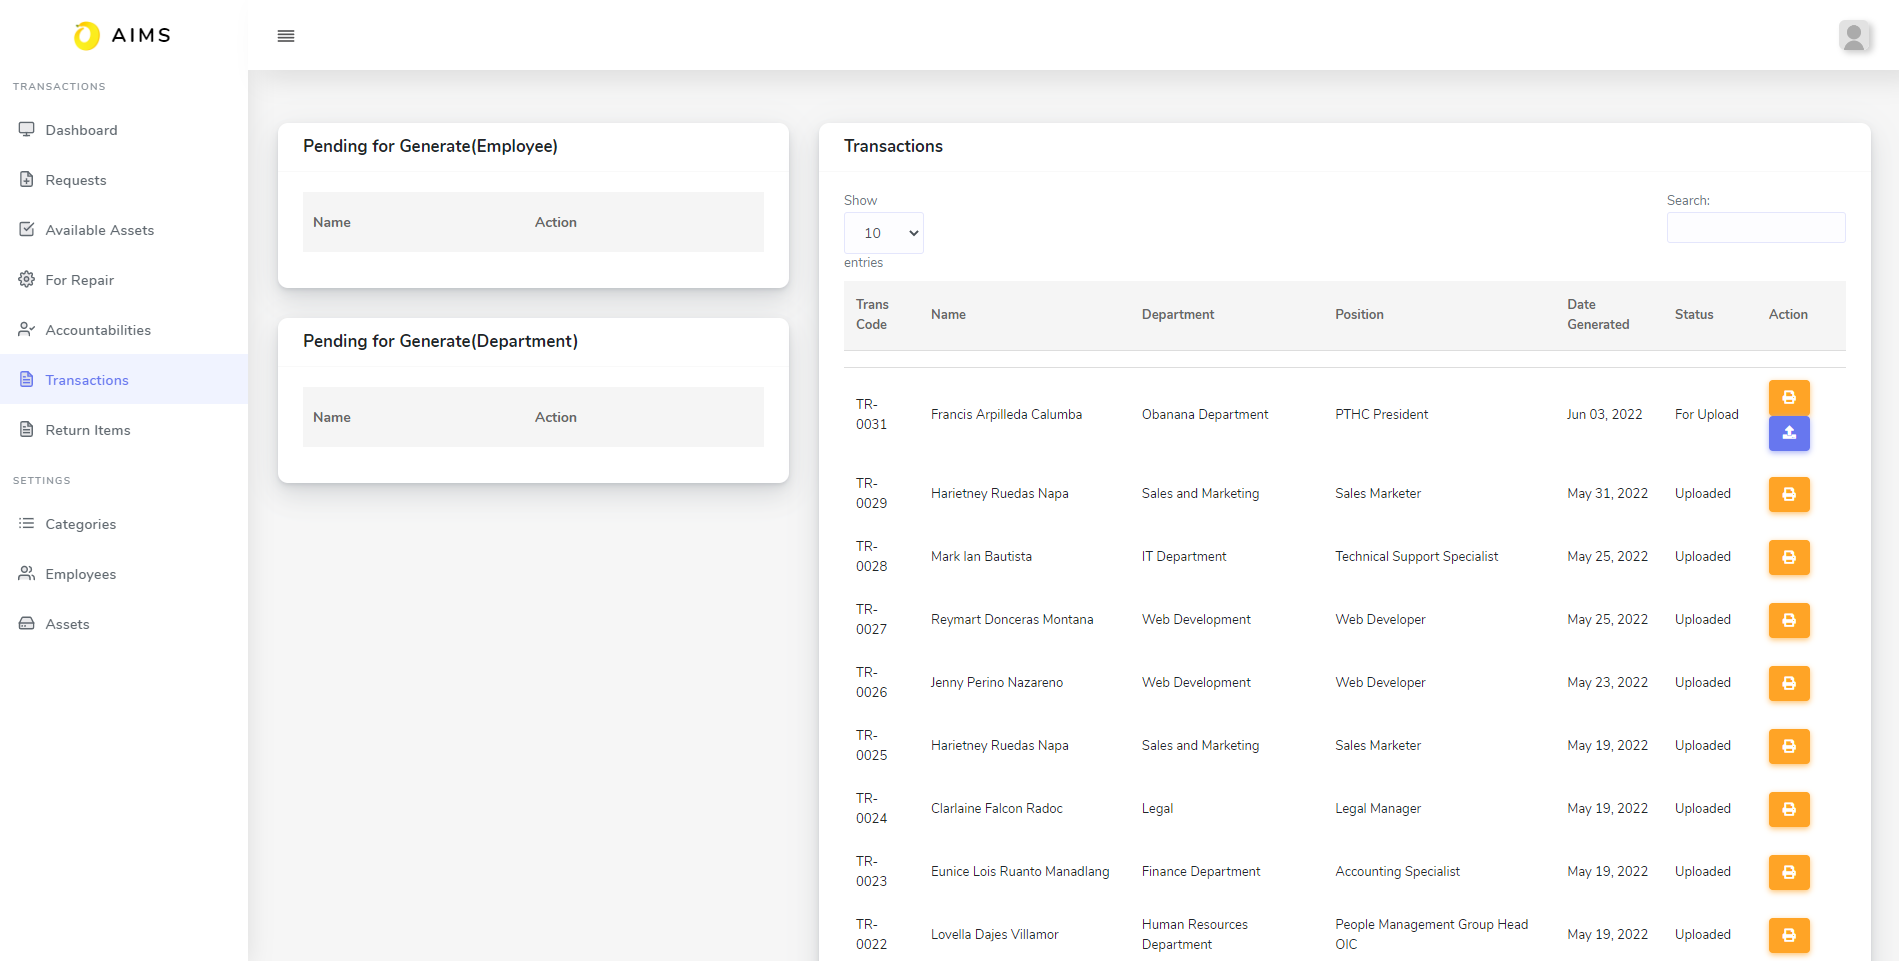 AIMS
TRANSACTIONS
Dashboard
Requests
Available Assets
For Repair
Accountabilities
Transactions
Return Items
SETTINGS
Categories
Employees
Assets
Pending for Generate(Employee)
Name Action
Pending for Generate(Department)
Name Action
Transactions
Show
10
entries
Search:
Trans Code Name Department Position Date Generated Status Action
TR-0031 Francis Arpilleda Calumba Obanana Department PTHC President Jun 03, 2022 For Upload
TR-0029 Harietney Ruedas Napa Sales and Marketing Sales Marketer May 31, 2022 Uploaded
TR-0028 Mark Ian Bautista IT Department Technical Support Specialist May 25, 2022 Uploaded
TR-0027 Reymart Donceras Montana Web Development Web Developer May 25, 2022 Uploaded
TR-0026 Jenny Perino Nazareno Web Development Web Developer May 23, 2022 Uploaded
TR-0025 Harietney Ruedas Napa Sales and Marketing Sales Marketer May 19, 2022 Uploaded
TR-0024 Clarlaine Falcon Radoc Legal Legal Manager May 19, 2022 Uploaded
TR-0023 Eunice Lois Ruanto Manadlang Finance Department Accounting Specialist May 19, 2022 Uploaded
TR-0022 Lovella Dajes Villamor Human Resources Department People Management Group Head OIC May 19, 2022 Uploaded